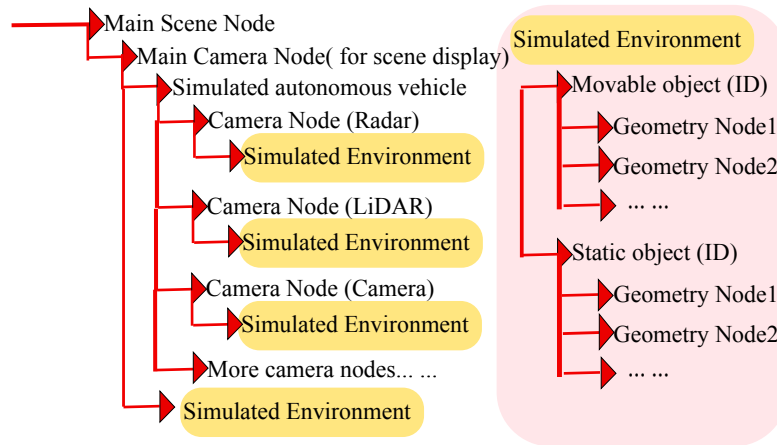 Main Scene Node
Main Camera Node( for scene display)
Simulated autonomous vehicle
Camera Node (Radar)
Simulated Environment
Camera Node (LiDAR)
Simulated Environment
Camera Node (Camera)
Simulated Environment
More camera nodes... ...
Simulated Environment
Simulated Environment
Movable object (ID)
Geometry Node1
Geometry Node2
... ...
Static object (ID)
Geometry Node1
Geometry Node2
... ...